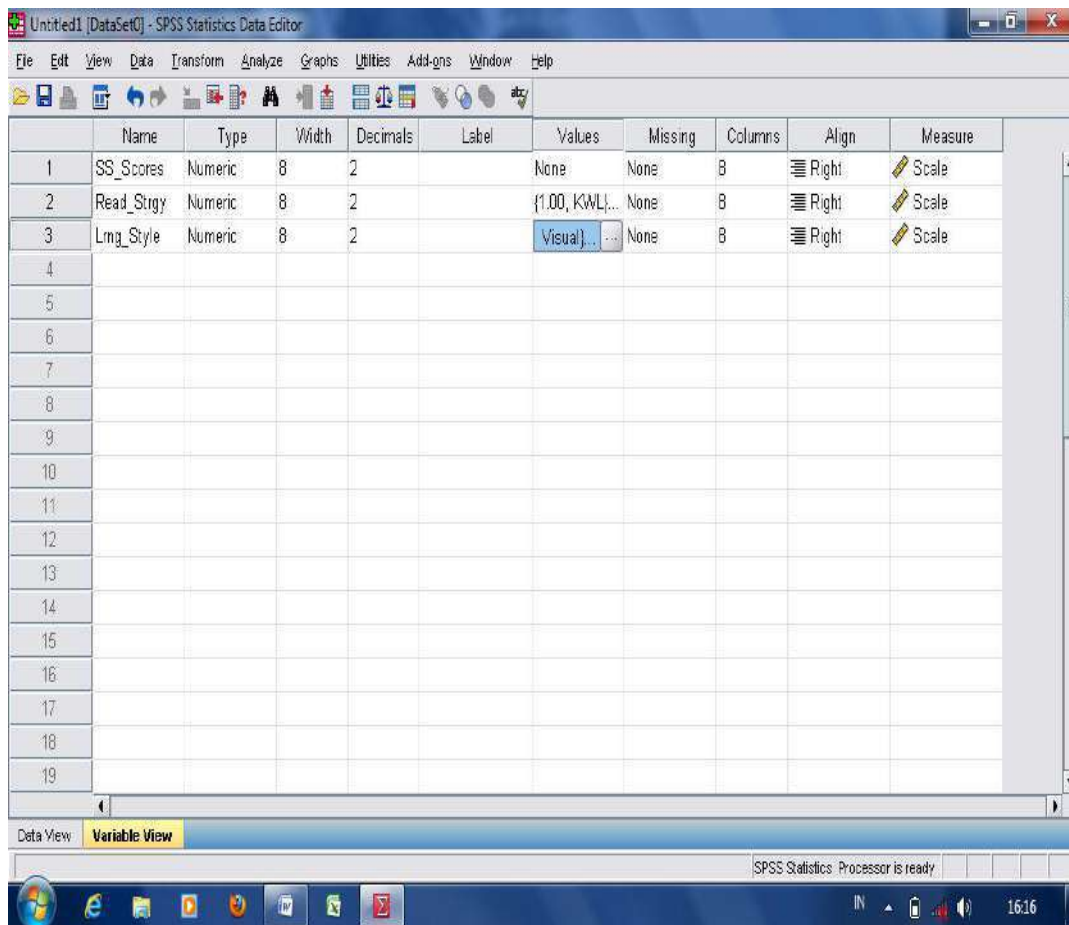 Untitled1 [DataSet0] - SPSS Statistics Data Editor
File Edit View Data Transform Analyze Graphs Utilities Add-ons Window Help
Name Type Width Decimals Label Values Missing Columns Align Measure
1 SS_Scores Numeric 8 2 None None 8 Right Scale
2 Read_Strgy Numeric 8 2 {1.00, KWL}... None 8 Right Scale
3 Lrng_Style Numeric 8 2 Visual}... ... None 8 Right Scale
4
5
6
7
8
9
10
11
12
13
14
15
16
17
18
19
Data View Variable View
SPSS Statistics Processor is ready
IN 16:16